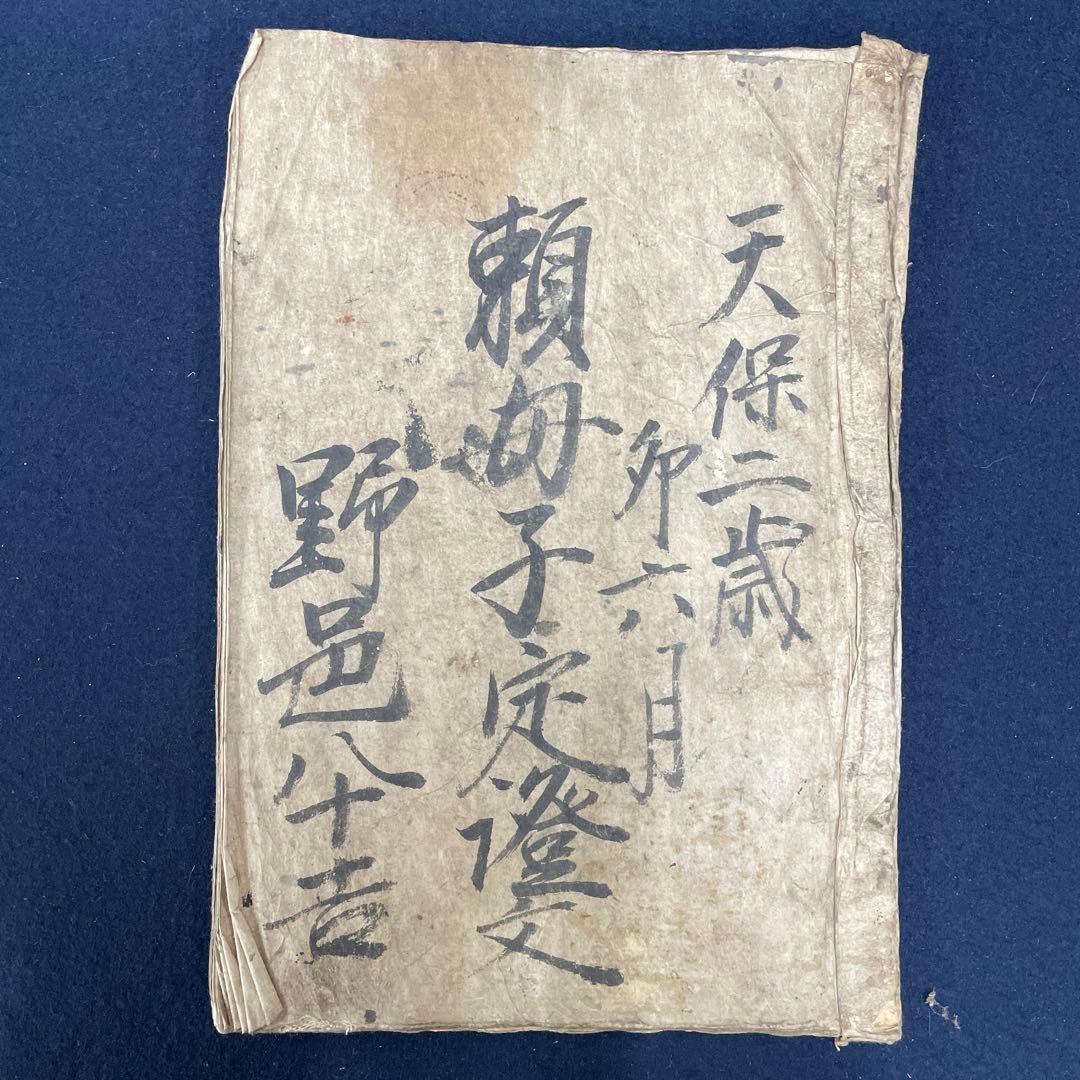 天保二歳
卯六月
頼母子定證文
野邑八十吉